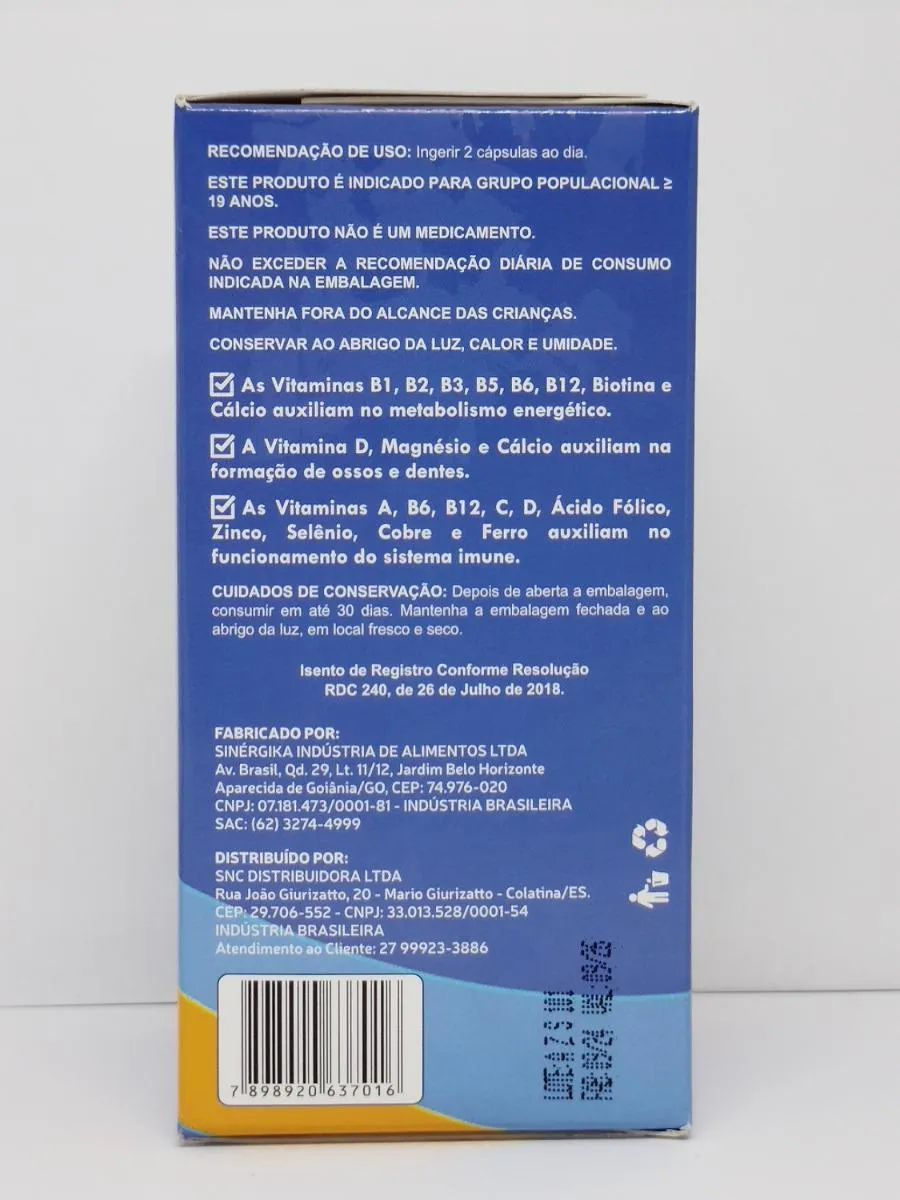 RECOMENDAÇÃO DE USO: Ingerir 2 cápsulas ao dia.
ESTE PRODUTO É INDICADO PARA GRUPO POPULACIONAL ≥
19 ANOS.
ESTE PRODUTO NÃO É UM MEDICAMENTO.
NÃO EXCEDER A RECOMENDAÇÃO DIÁRIA DE CONSUMO
INDICADA NA EMBALAGEM.
MANTENHA FORA DO ALCANCE DAS CRIANÇAS.
CONSERVAR AO ABRIGO DA LUZ, CALOR E UMIDADE.
As Vitaminas B1, B2, B3, B5, B6, B12, Biotina e
Cálcio auxiliam no metabolismo energético.
A Vitamina D, Magnésio e Cálcio auxiliam na
formação de ossos e dentes.
As Vitaminas A, B6, B12, C, D, Ácido Fólico,
Zinco, Selênio, Cobre e Ferro auxiliam no
funcionamento do sistema imune.
CUIDADOS DE CONSERVAÇÃO: Depois de aberta a embalagem,
consumir em até 30 dias. Mantenha a embalagem fechada e ao
abrigo da luz, em local fresco e seco.
Isento de Registro Conforme Resolução
RDC 240, de 26 de Julho de 2018.
FABRICADO POR:
SINÉRGIKA INDÚSTRIA DE ALIMENTOS LTDA
Av. Brasil, Qd. 29, Lt. 11/12, Jardim Belo Horizonte
Aparecida de Goiânia/GO, CEP: 74.976-020
CNPJ: 07.181.473/0001-81 - INDÚSTRIA BRASILEIRA
SAC: (62) 3274-4999
DISTRIBUÍDO POR:
SNC DISTRIBUIDORA LTDA
Rua João Giurizatto, 20 - Mario Giurizatto - Colatina/ES.
CEP: 29.706-552 - CNPJ: 33.013.528/0001-54
INDÚSTRIA BRASILEIRA
Atendimento ao Cliente: 27 99923-3886
7 898920 637016